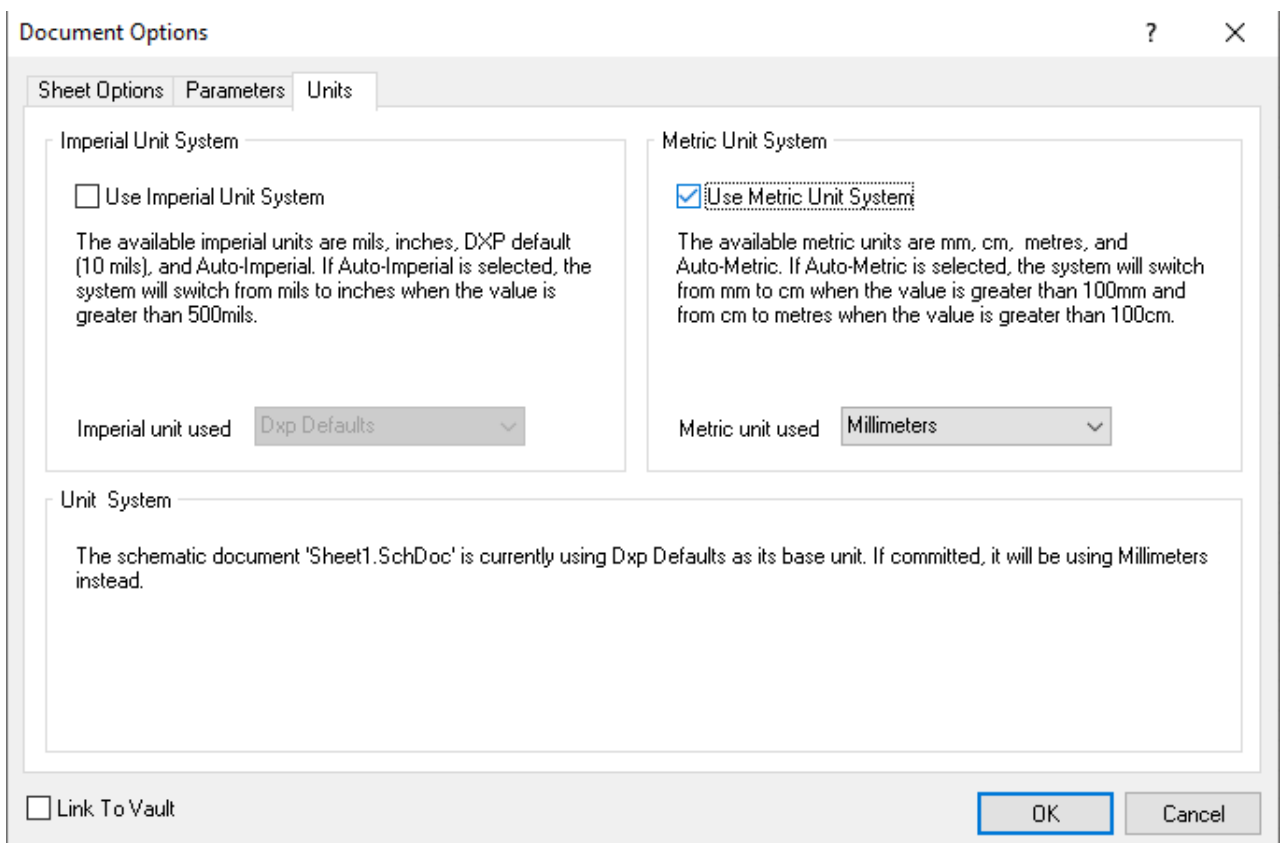 Document Options
?
Sheet Options Parameters Units
Imperial Unit System
Use Imperial Unit System
The available imperial units are mils, inches, DXP default
(10 mils), and Auto-Imperial. If Auto-Imperial is selected, the
system will switch from mils to inches when the value is
greater than 500mils.
Imperial unit used Dxp Defaults
Metric Unit System
Use Metric Unit System
The available metric units are mm, cm, metres, and
Auto-Metric. If Auto-Metric is selected, the system will switch
from mm to cm when the value is greater than 100mm and
from cm to metres when the value is greater than 100cm.
Metric unit used Millimeters
Unit System
The schematic document 'Sheet1.SchDoc' is currently using Dxp Defaults as its base unit. If committed, it will be using Millimeters
instead.
Link To Vault
OK Cancel